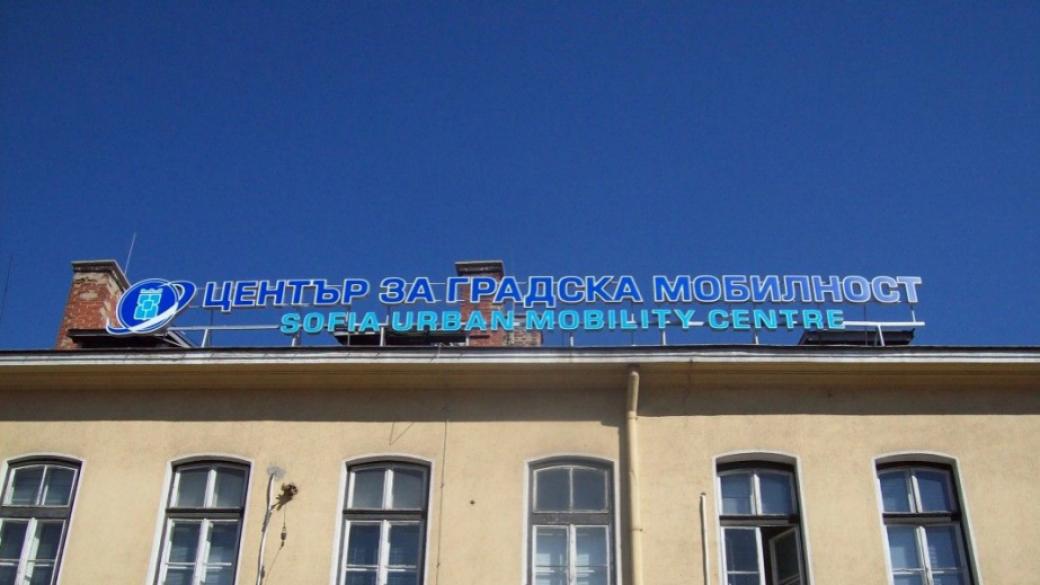 ЦЕНТЪР ЗА ГРАДСКА МОБИЛНОСТ
SOFIA URBAN MOBILITY CENTRE